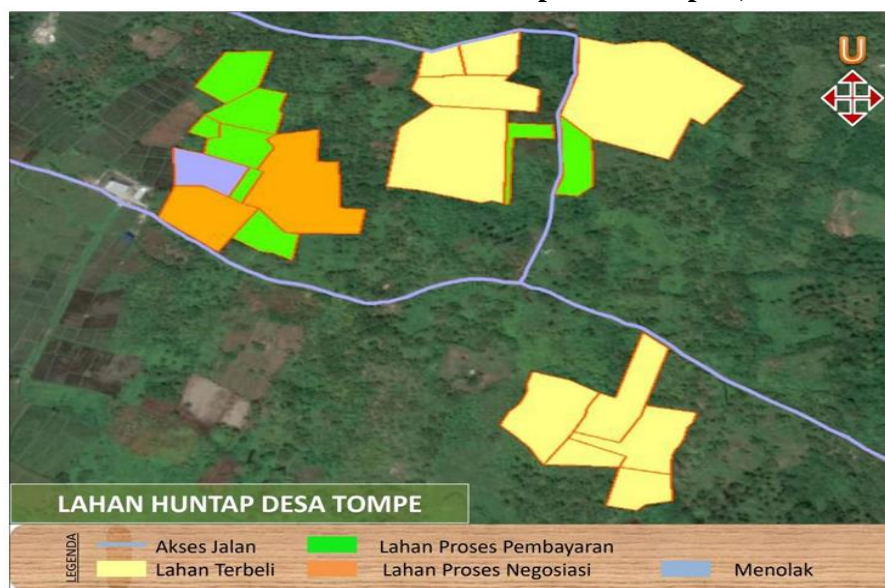 U
LAHAN HUNTAP DESA TOMPE
LEGENDA
Akses Jalan
Lahan Proses Pembayaran
Lahan Terbeli
Lahan Proses Negosiasi
Menolak